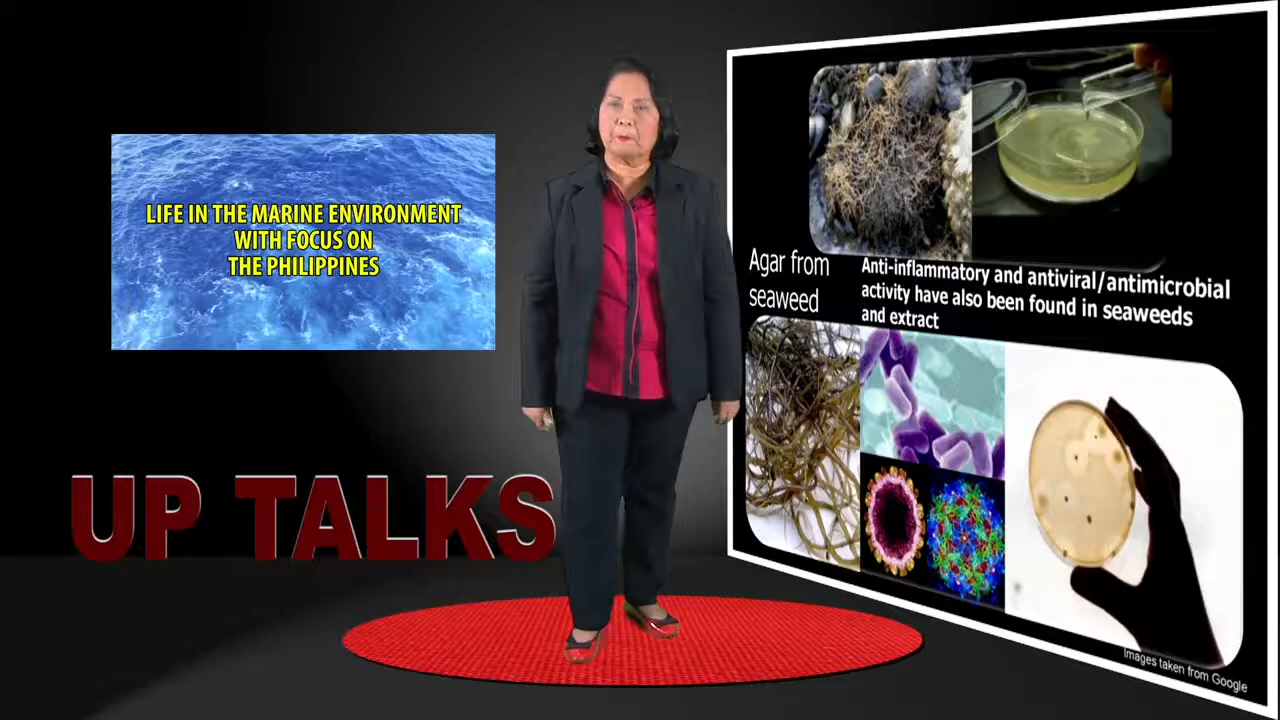 LIFE IN THE MARINE ENVIRONMENT
WITH FOCUS ON
THE PHILIPPINES
UP TALKS
Agar from
seaweed
Anti-inflammatory and antiviral/antimicrobial
activity have also been found in seaweeds
and extract
Images taken from Google